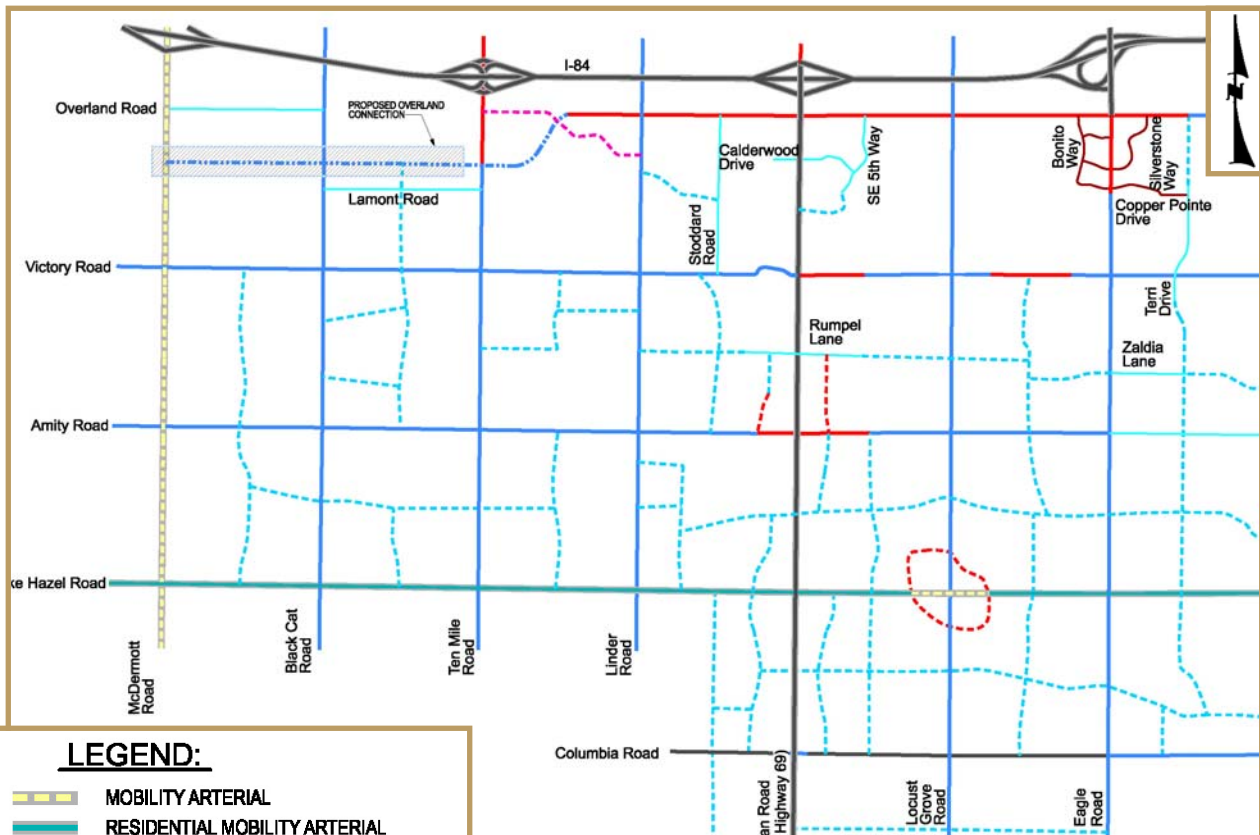 I-84
N
Overland Road
PROPOSED OVERLAND
CONNECTION
Calderwood
Drive
SE 5th Way
Bonito
Way
Silverstone
Way
Copper Pointe
Drive
Lamont Road
Stoddard
Road
Victory Road
Terri
Drive
Rumpel
Lane
Zaldia
Lane
Amity Road
ke Hazel Road
McDermott
Road
Black Cat
Road
Ten Mile
Road
Linder
Road
Columbia Road
an Road
Highway 69)
Locust
Grove
Road
Eagle
Road
LEGEND:
MOBILITY ARTERIAL
RESIDENTIAL MOBILITY ARTERIAL